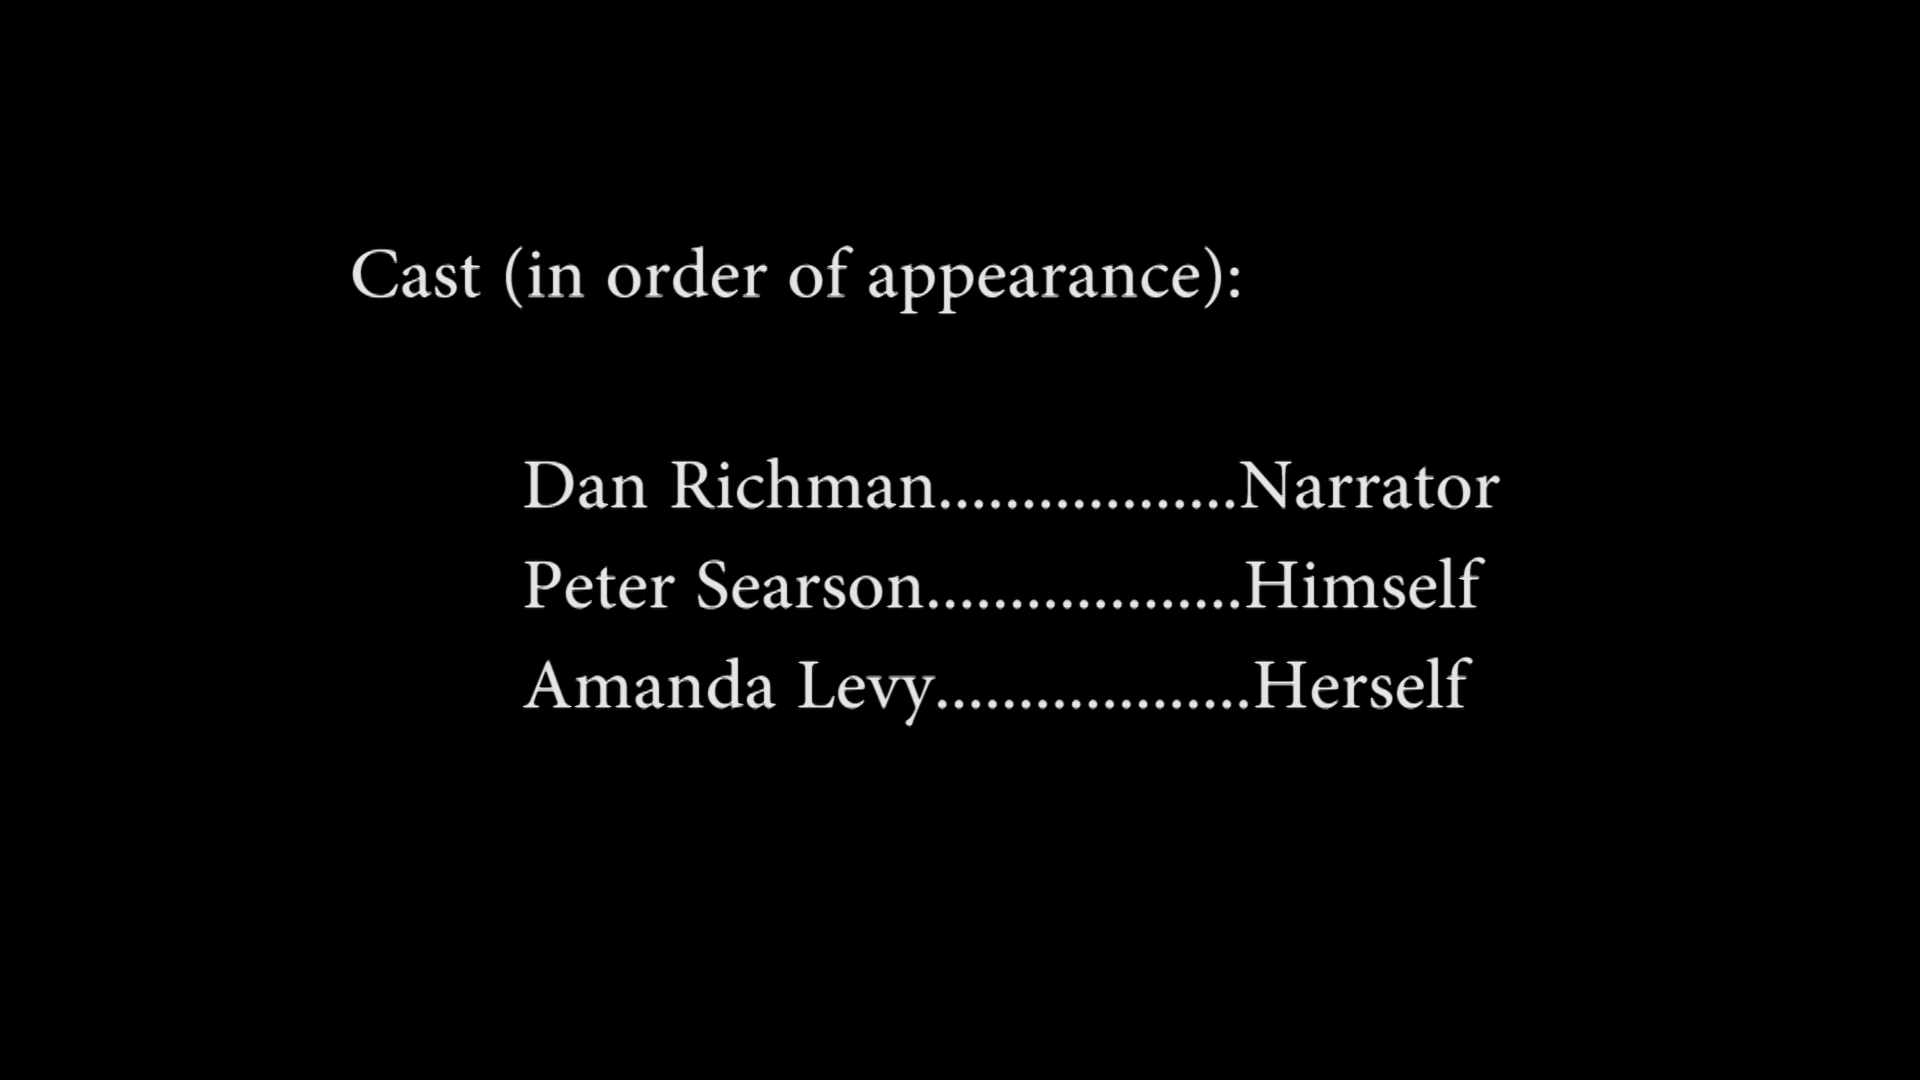 Cast (in order of appearance):
Dan Richman..................Narrator
Peter Searson...................Himself
Amanda Levy...................Herself